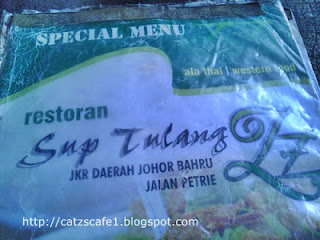 SPECIAL MENU
ala thai | western food
restoran
Sup Tulang ZZ
JKR DAERAH JOHOR BAHRU
JALAN PETRIE
http://catzscafe1.blogspot.com